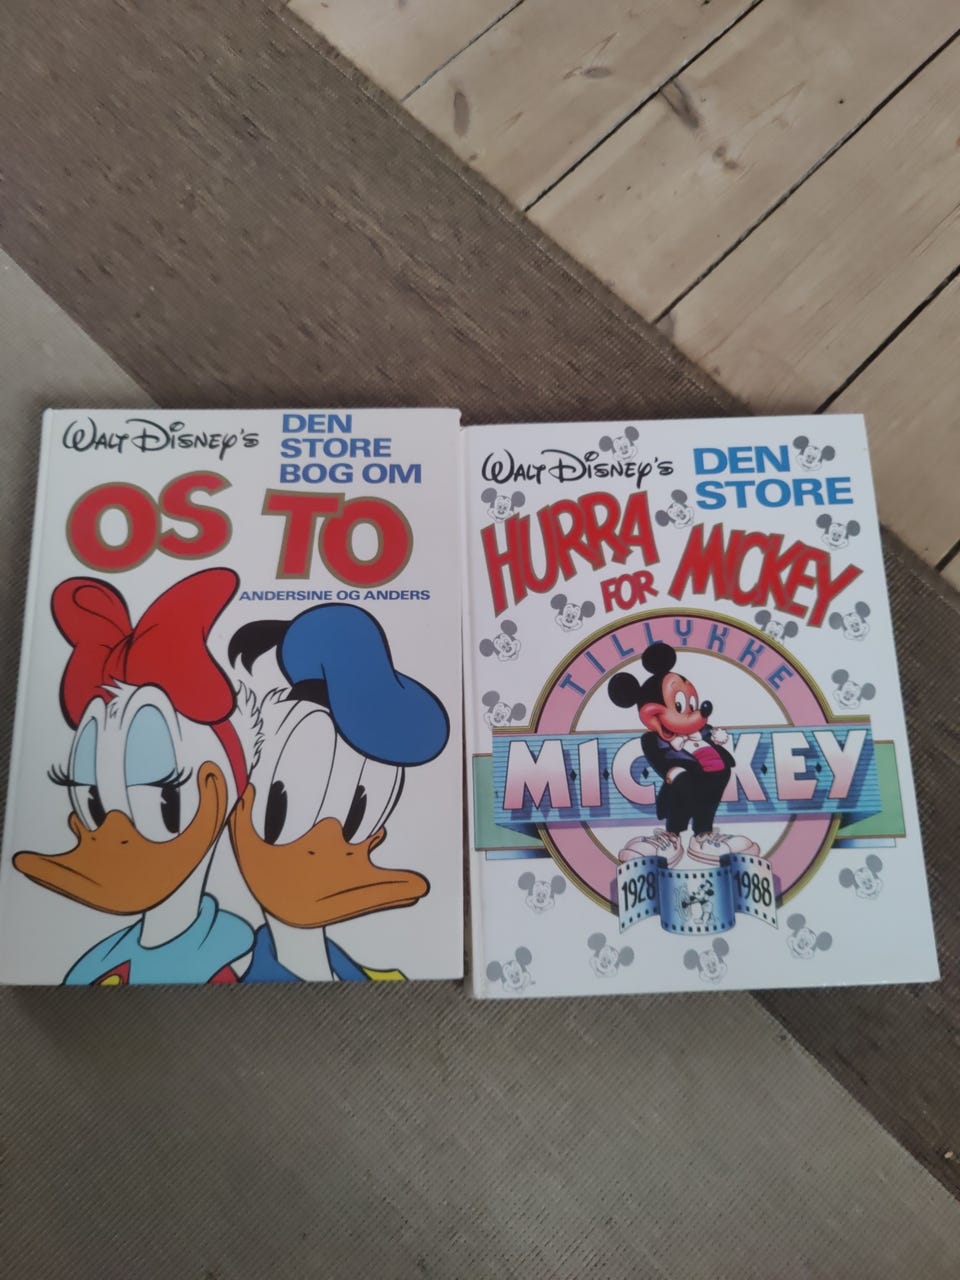 WALT DISNEY'S
DEN
STORE
BOG OM
OS TO
ANDERSINE OG ANDERS
WALT DISNEY'S
DEN
STORE
HURRA
FOR MICKEY
TILLYKKE
MICKEY
1928 1988